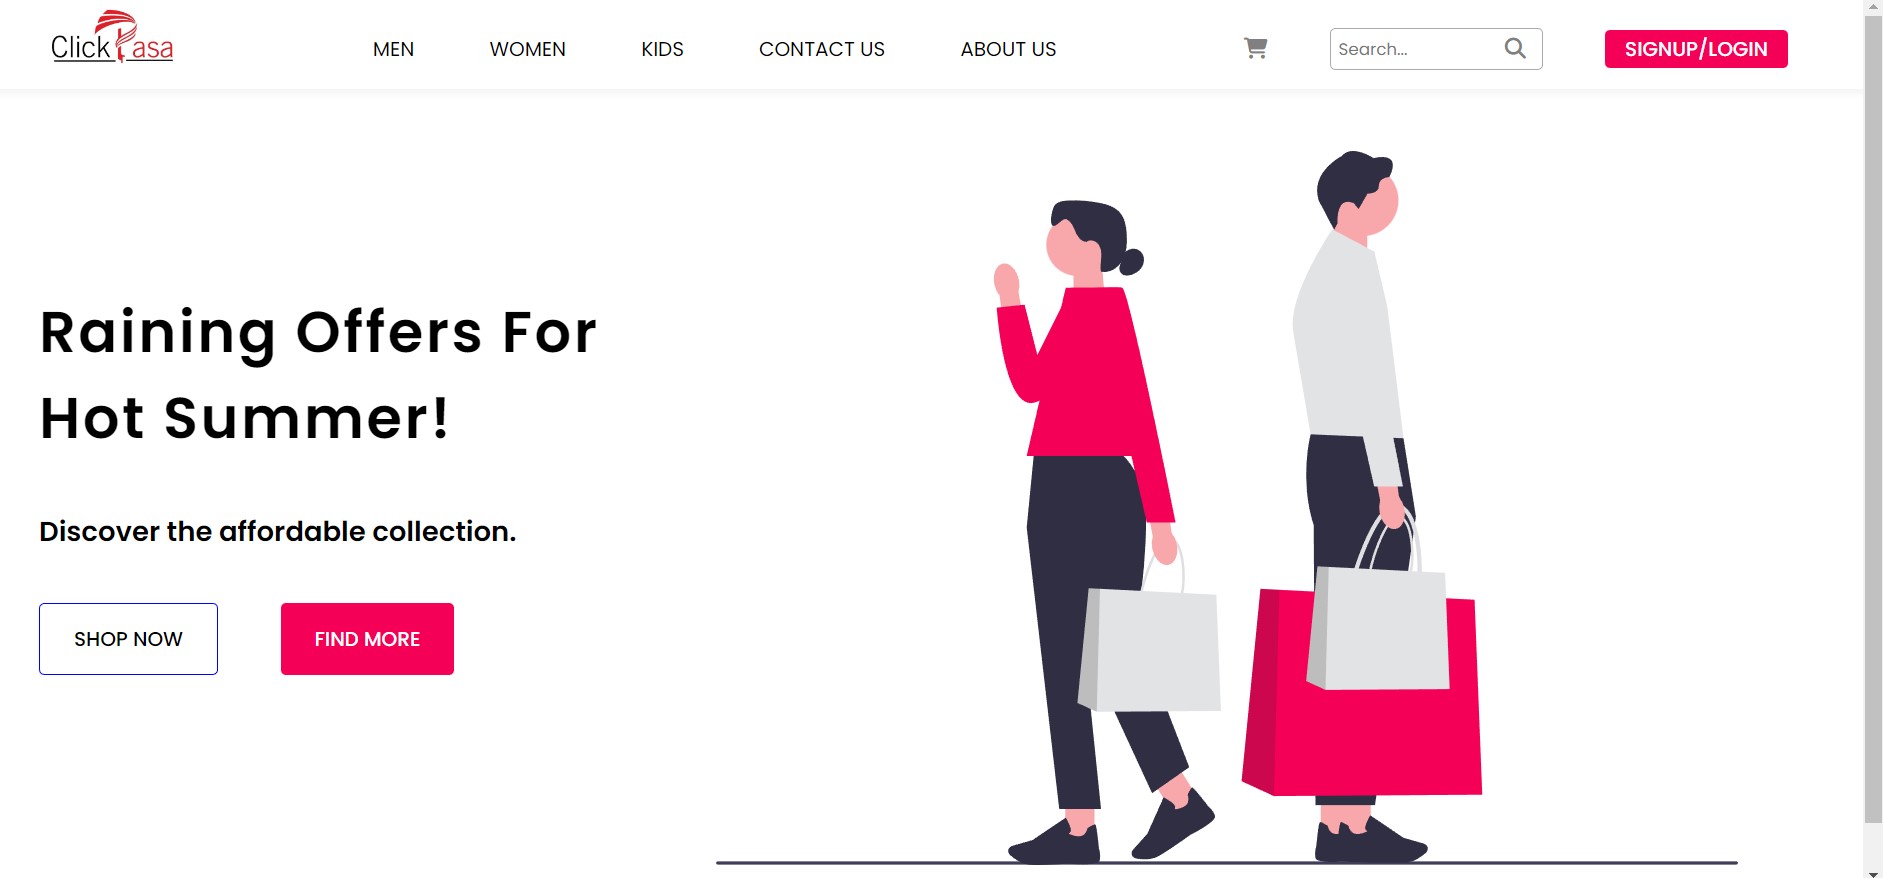 ClickPasa
MEN WOMEN KIDS CONTACT US ABOUT US Search... SIGNUP/LOGIN
Raining Offers For
Hot Summer!
Discover the affordable collection.
SHOP NOW FIND MORE